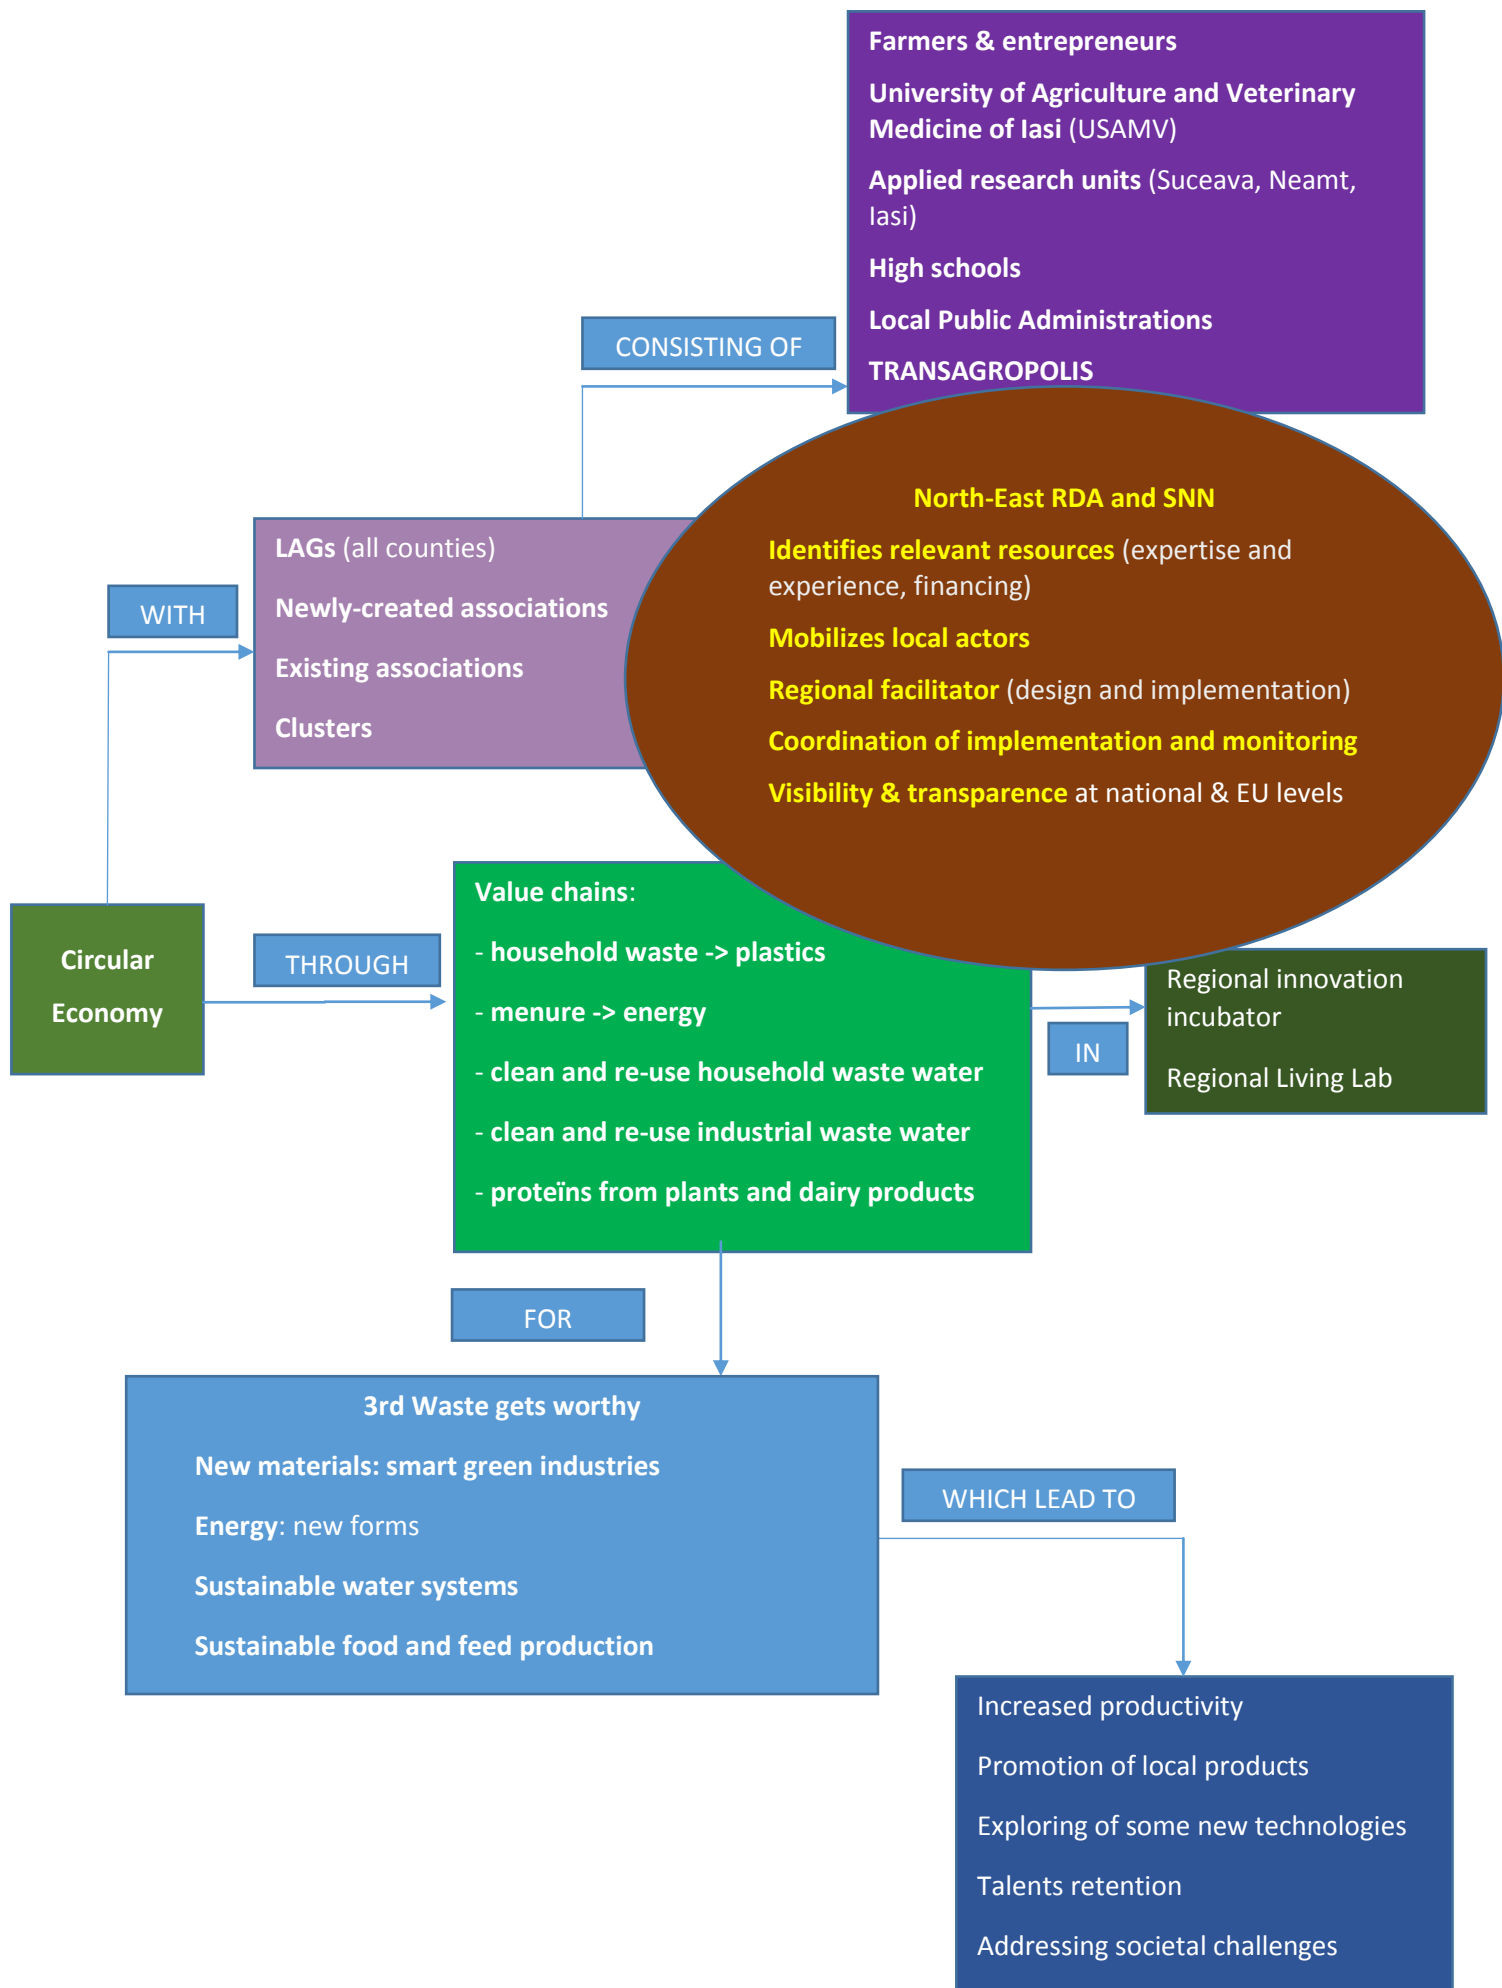 Farmers & entrepreneurs
University of Agriculture and Veterinary
Medicine of Iasi (USAMV)
Applied research units (Suceava, Neamt,
Iasi)
High schools
Local Public Administrations
TRANSAGROPOLIS
CONSISTING OF
North-East RDA and SNN
Identifies relevant resources (expertise and
experience, financing)
Mobilizes local actors
Regional facilitator (design and implementation)
Coordination of implementation and monitoring
Visibility & transparence at national & EU levels
LAGs (all counties)
Newly-created associations
Existing associations
Clusters
WITH
Circular
Economy
THROUGH
Value chains:
- household waste -> plastics
- menure -> energy
- clean and re-use household waste water
- clean and re-use industrial waste water
- proteïns from plants and dairy products
IN
Regional innovation
incubator
Regional Living Lab
FOR
3rd Waste gets worthy
New materials: smart green industries
Energy: new forms
Sustainable water systems
Sustainable food and feed production
WHICH LEAD TO
Increased productivity
Promotion of local products
Exploring of some new technologies
Talents retention
Addressing societal challenges